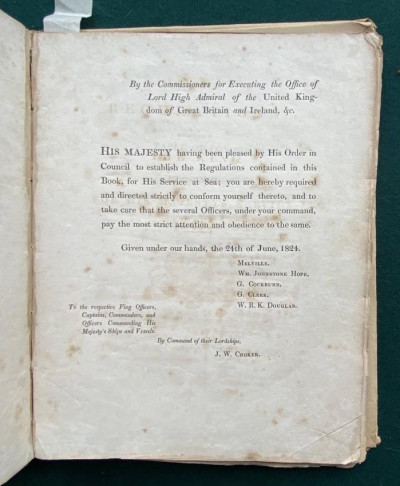 By the Commissioners for Executing the Office of
Lord High Admiral of the United King-
dom of Great Britain and Ireland, &c.
HIS MAJESTY having been pleased by His Order in
Council to establish the Regulations contained in this
Book, for His Service at Sea; you are hereby required
and directed strictly to conform yourself thereto, and to
take care that the several Officers, under your command,
pay the most strict attention and obedience to the same.
Given under our hands, the 24th of June, 1824.
MELVILLE.
WM. JOHNSTONE HOPE.
G. COCKBURN.
G. CLERK.
W. R. K. DOUGLAS.
To the respective Flag Officers,
Captains, Commanders, and
Officers Commanding His
Majesty's Ships and Vessels.
By Command of their Lordships,
J. W. CROKER.